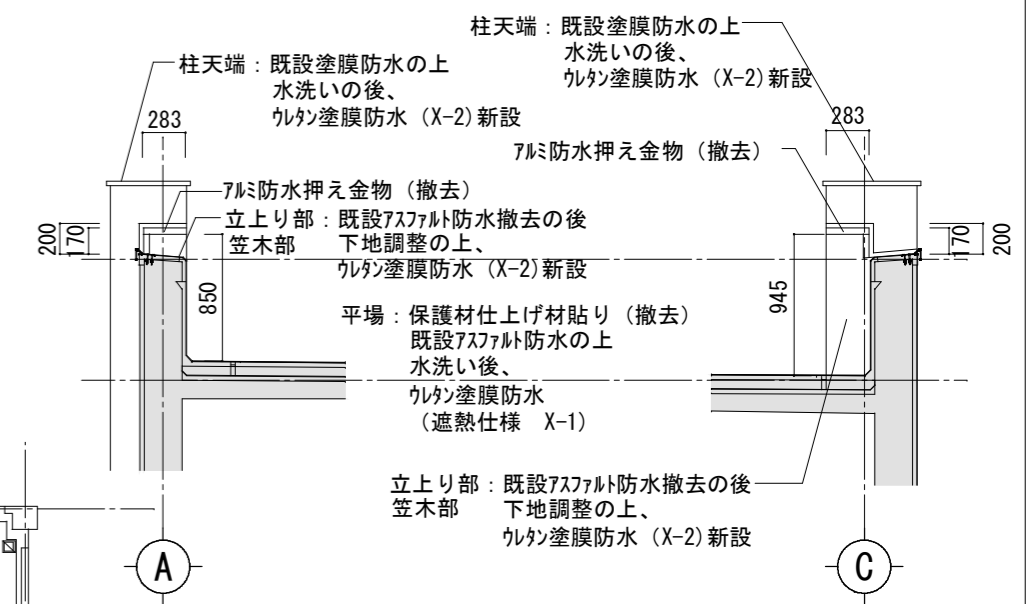 柱天端：既設塗膜防水の上
水洗いの後、
ｳﾚﾀﾝ塗膜防水（X-2）新設
283
ｱﾙﾐ防水押え金物（撤去）
立上り部：既設ｱｽﾌｧﾙﾄ防水撤去の後
笠木部　下地調整の上、
ｳﾚﾀﾝ塗膜防水（X-2）新設
200
170
850
柱天端：既設塗膜防水の上
水洗いの後、
ｳﾚﾀﾝ塗膜防水（X-2）新設
283
ｱﾙﾐ防水押え金物（撤去）
170
200
945
平場：保護材仕上げ材貼り（撤去）
既設ｱｽﾌｧﾙﾄ防水の上
水洗い後、
ｳﾚﾀﾝ塗膜防水
（遮熱仕様　X-1）
立上り部：既設ｱｽﾌｧﾙﾄ防水撤去の後
笠木部　下地調整の上、
ｳﾚﾀﾝ塗膜防水（X-2）新設
A
C